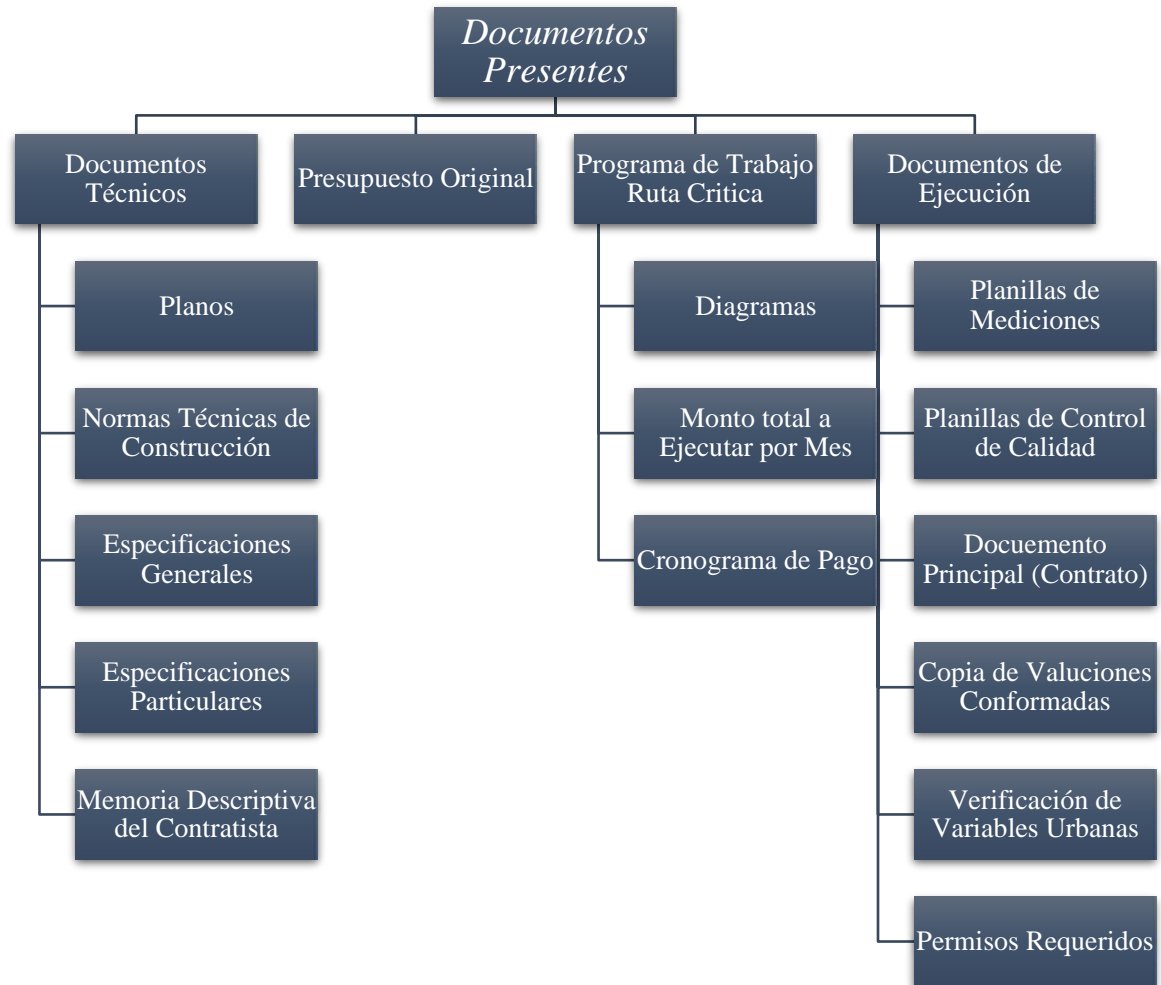 Documentos
Presentes
Documentos
Técnicos
Presupuesto Original
Programa de Trabajo
Ruta Critica
Documentos de
Ejecución
Planos
Normas Técnicas de
Construcción
Especificaciones
Generales
Especificaciones
Particulares
Memoria Descriptiva
del Contratista
Diagramas
Monto total a
Ejecutar por Mes
Cronograma de Pago
Planillas de
Mediciones
Planillas de Control
de Calidad
Docuemento
Principal (Contrato)
Copia de Valuciones
Conformadas
Verificación de
Variables Urbanas
Permisos Requeridos